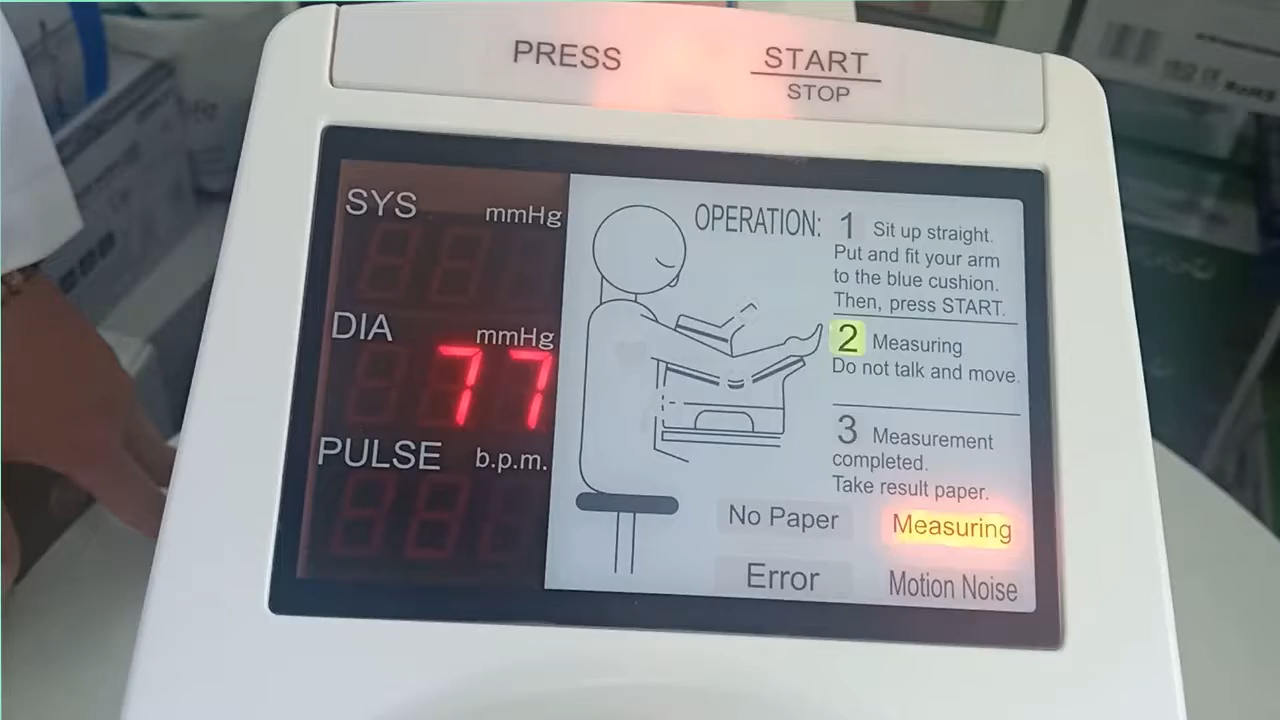 PRESS
START
STOP
SYS mmHg
DIA mmHg
77
PULSE b.p.m.
OPERATION:
1 Sit up straight.
Put and fit your arm
to the blue cushion.
Then, press START.
2 Measuring
Do not talk and move.
3 Measurement
completed.
Take result paper.
No Paper
Measuring
Error
Motion Noise